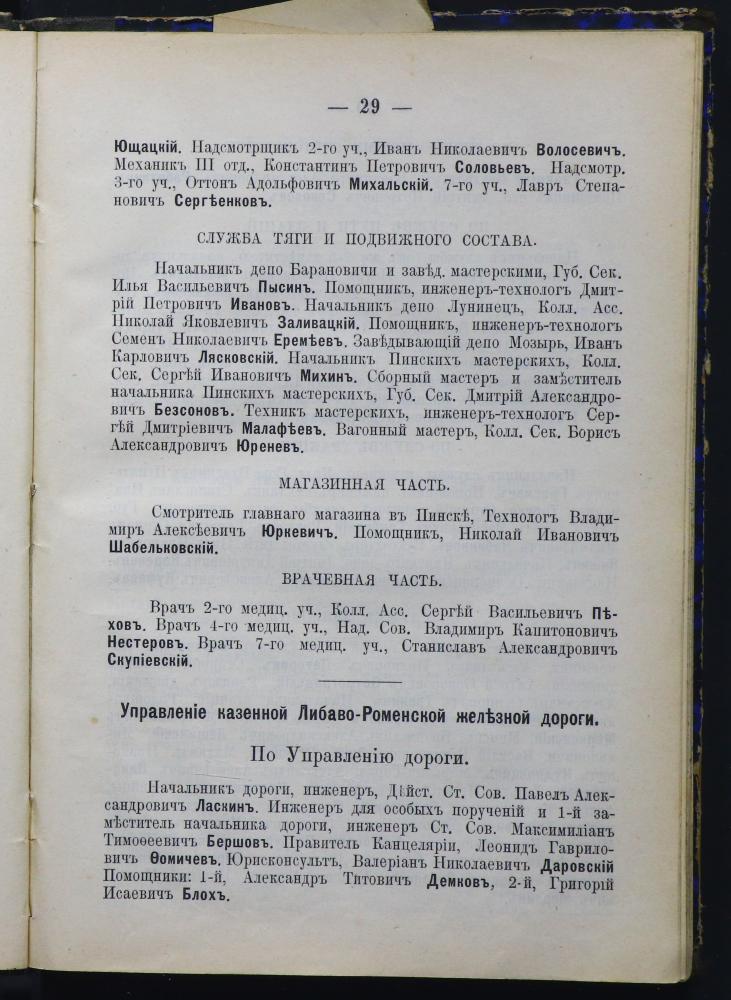 — 29 —
Ющацкій. Надсмотрщикъ 2-го уч., Иванъ Николаевичъ Волосевичъ.
Механикъ III отд., Константинъ Петровичъ Соловьевъ. Надсмотр.
3-го уч., Оттонъ Адольфовичъ Михальскій. 7-го уч., Лавръ Степа-
новичъ Сергѣенковъ.
СЛУЖБА ТЯГИ И ПОДВИЖНОГО СОСТАВА.
Начальникъ депо Барановичи и завѣд. мастерскими, Губ. Сек.
Илья Васильевичъ Пысинъ. Помощникъ, инженеръ-технологъ Дмит-
рій Петровичъ Ивановъ. Начальникъ депо Лунинецъ, Колл. Асс.
Николай Яковлевичъ Заливацкій. Помощникъ, инженеръ-технологъ
Семенъ Николаевичъ Еремѣевъ. Завѣдывающій депо Мозырь, Иванъ
Карловичъ Лясковскій. Начальникъ Пинскихъ мастерскихъ, Колл.
Сек. Сергѣй Ивановичъ Михинъ. Сборный мастеръ и замѣститель
начальника Пинскихъ мастерскихъ, Губ. Сек. Дмитрій Александро-
вичъ Безсоновъ. Техникъ мастерскихъ, инженеръ-технологъ Сер-
гѣй Дмитріевичъ Малафѣевъ. Вагонный мастеръ, Колл. Сек. Борисъ
Александровичъ Юреневъ.
МАГАЗИННАЯ ЧАСТЬ.
Смотритель главнаго магазина въ Пинскѣ, Технологъ Влади-
миръ Алексѣевичъ Юркевичъ. Помощникъ, Николай Ивановичъ
Шабельковскій.
ВРАЧЕБНАЯ ЧАСТЬ.
Врачъ 2-го медиц. уч., Колл. Асс. Сергѣй Васильевичъ Пѣ-
ховъ. Врачъ 4-го медиц. уч., Над. Сов. Владимиръ Капитоновичъ
Нестеровъ. Врачъ 7-го медиц. уч., Станиславъ Александровичъ
Скупіевскій.
Управленіе казенной Либаво-Роменской желѣзной дороги.
По Управленію дороги.
Начальникъ дороги, инженеръ, Дѣйст. Ст. Сов. Павелъ Алек-
сандровичъ Ласкинъ. Инженеръ для особыхъ порученій и 1-й за-
мѣститель начальника дороги, инженеръ Ст. Сов. Максимиліанъ
Тимоѳеевичъ Бершовъ. Правитель Канцеляріи, Леонидъ Гаврило-
вичъ Ѳомичевъ. Юрисконсультъ, Валеріанъ Николаевичъ Даровскій
Помощники: 1-й, Александръ Титовичъ Демковъ, 2-й, Григорій
Исаевичъ Блохъ.